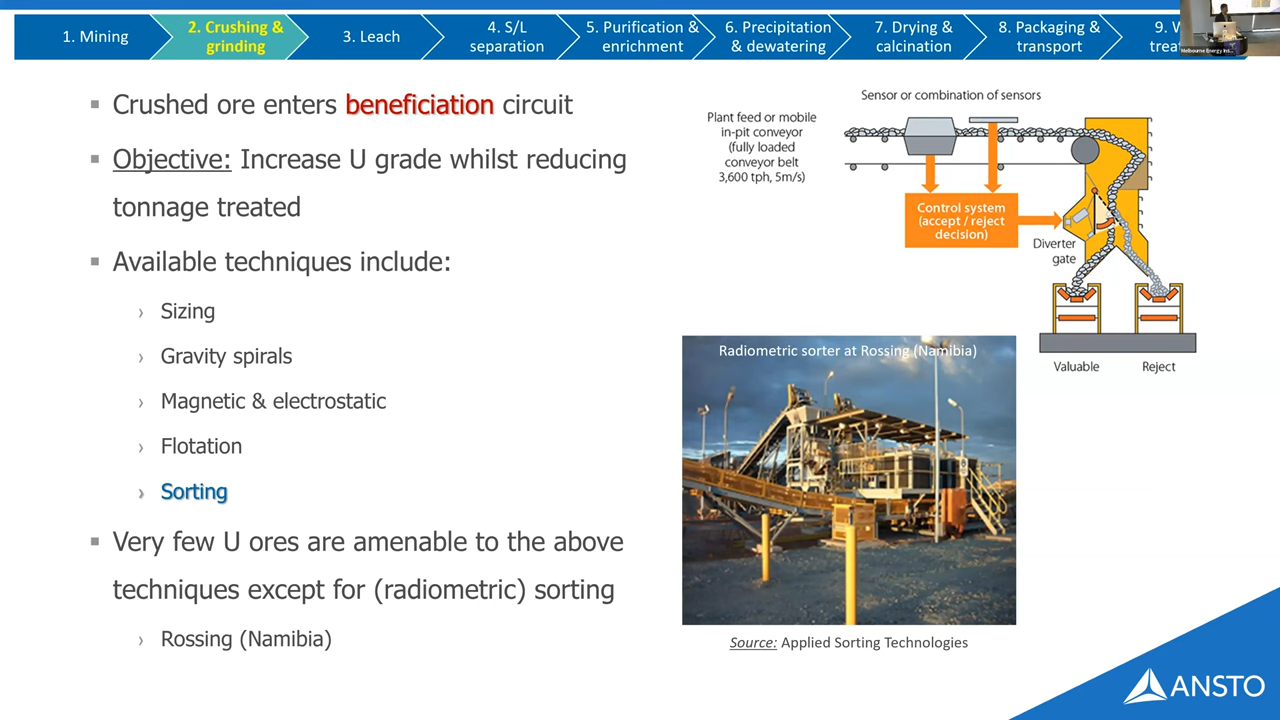 1. Mining
2. Crushing &
grinding
3. Leach
4. S/L
separation
5. Purification &
enrichment
6. Precipitation
& dewatering
7. Drying &
calcination
8. Packaging &
transport
9.
Crushed ore enters beneficiation circuit
Objective: Increase U grade whilst reducing
tonnage treated
Available techniques include:
Sizing
Gravity spirals
Magnetic & electrostatic
Flotation
Sorting
Very few U ores are amenable to the above
techniques except for (radiometric) sorting
Rossing (Namibia)
Sensor or combination of sensors
Plant feed or mobile
in-pit conveyor
(fully loaded
conveyor belt
3,600 tph, 5m/s)
Control system
(accept / reject
decision)
Diverter
gate
Valuable
Reject
Radiometric sorter at Rossing (Namibia)
Source: Applied Sorting Technologies
ANSTO
Melbourne Energy Inst...